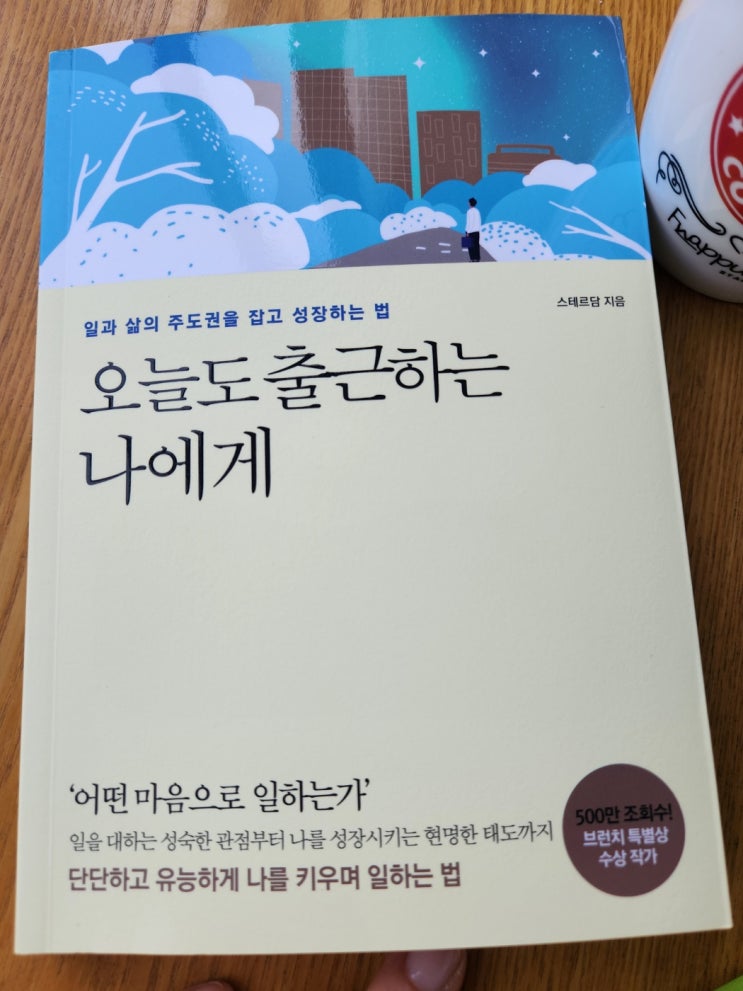 일과 삶의 주도권을 잡고 성장하는 법
스테르담 지음
오늘도 출근하는
나에게
'어떤 마음으로 일하는가'
일을 대하는 성숙한 관점부터 나를 성장시키는 현명한 태도까지
단단하고 유능하게 나를 키우며 일하는 법
500만 조회수!
브런치 특별상
수상 작가